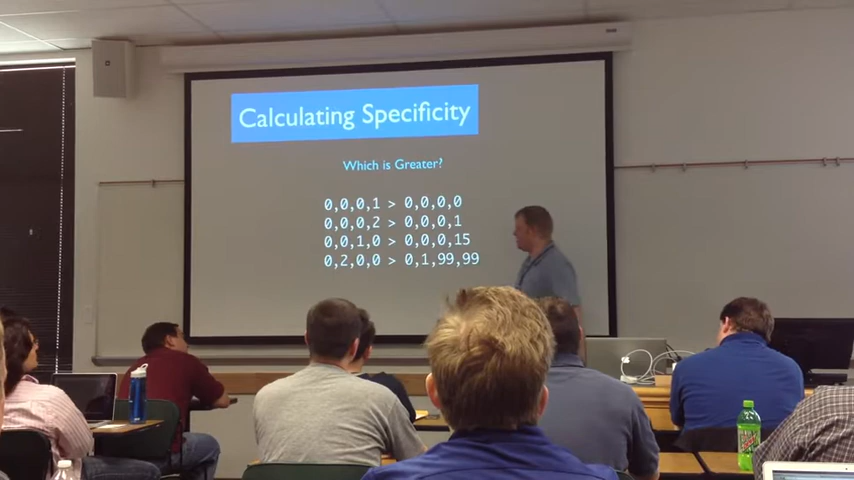 Calculating Specificity
Which is Greater?
0,0,0,1 > 0,0,0,0
0,0,0,2 > 0,0,0,1
0,0,1,0 > 0,0,0,15
0,2,0,0 > 0,1,99,99